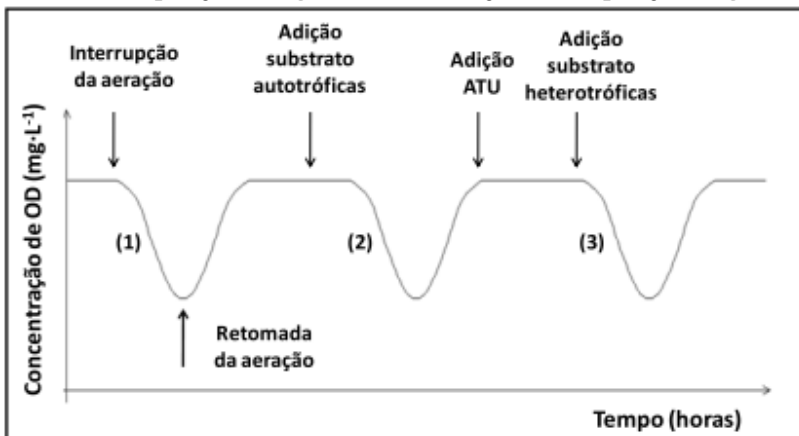 Interrupção
da aeração
Adição
substrato
autotróficas
Adição
ATU
Adição
substrato
heterotróficas
(1)
(2)
(3)
Retomada
da aeração
Concentração de OD (mg·L⁻¹)
Tempo (horas)